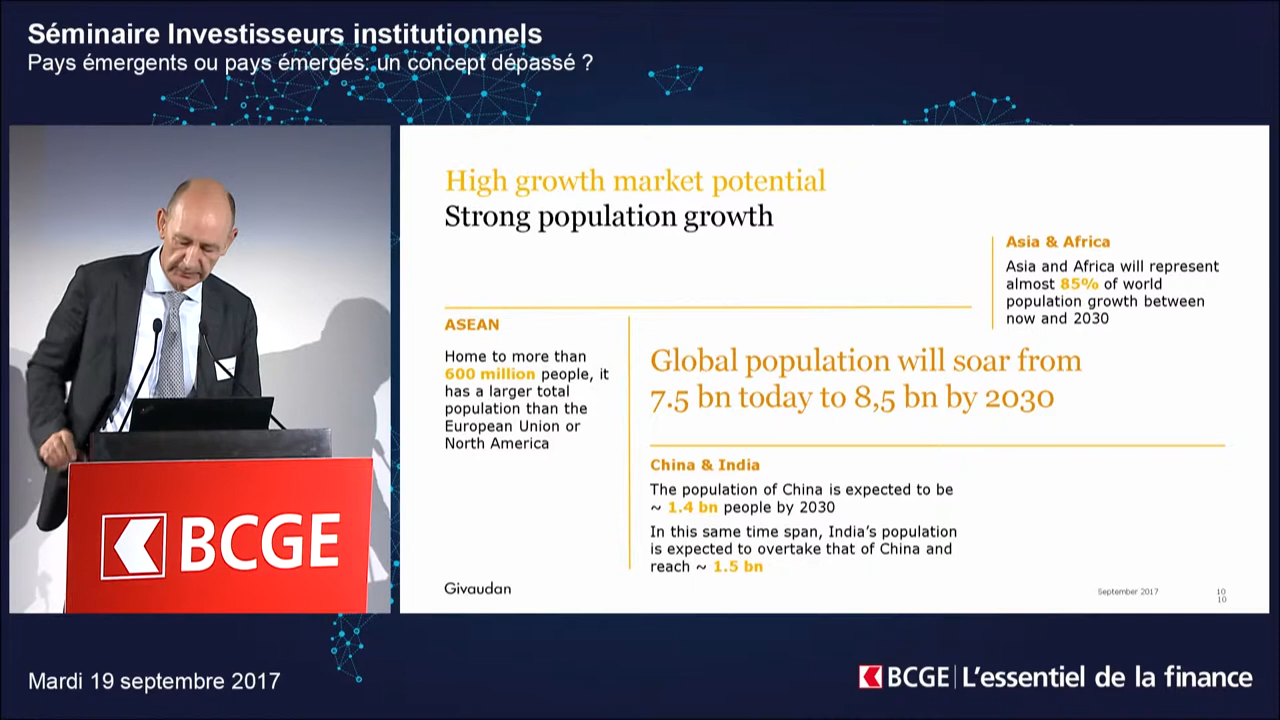 Séminaire Investisseurs institutionnels
Pays émergents ou pays émergés: un concept dépassé ?
BCGE
High growth market potential
Strong population growth
Asia & Africa
Asia and Africa will represent
almost 85% of world
population growth between
now and 2030
ASEAN
Home to more than
600 million people, it
has a larger total
population than the
European Union or
North America
Global population will soar from
7.5 bn today to 8,5 bn by 2030
China & India
The population of China is expected to be
~ 1.4 bn people by 2030
In this same time span, India's population
is expected to overtake that of China and
reach ~ 1.5 bn
Givaudan
September 2017
10
10
Mardi 19 septembre 2017
BCGE L'essentiel de la finance